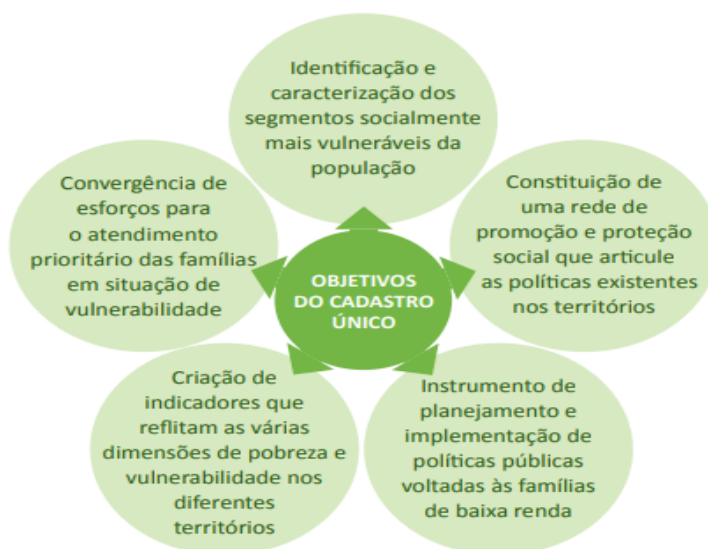 Identificação e
caracterização dos
segmentos socialmente
mais vulneráveis da
população
Convergência de
esforços para
o atendimento
prioritário das famílias
em situação de
vulnerabilidade
Constituição de
uma rede de
promoção e proteção
social que articule
as políticas existentes
nos territórios
OBJETIVOS
DO CADASTRO
ÚNICO
Criação de
indicadores que
reflitam as várias
dimensões de pobreza e
vulnerabilidade nos
diferentes
territórios
Instrumento de
planejamento e
implementação de
políticas públicas
voltadas às famílias
de baixa renda